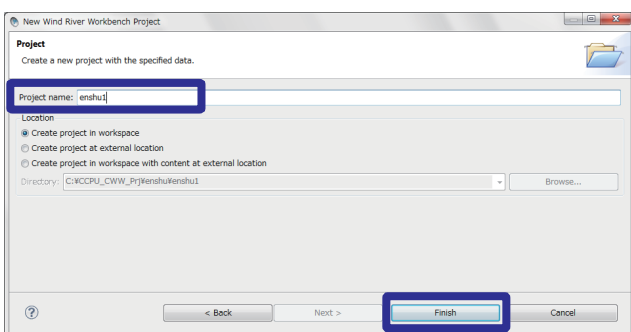 New Wind River Workbench Project
Project
Create a new project with the specified data.
Project name: enshu1
Location
Create project in workspace
Create project at external location
Create project in workspace with content at external location
Directory: C:¥CCPU_CWW_Prj¥enshu¥enshu1 Browse...
? < Back Next > Finish Cancel